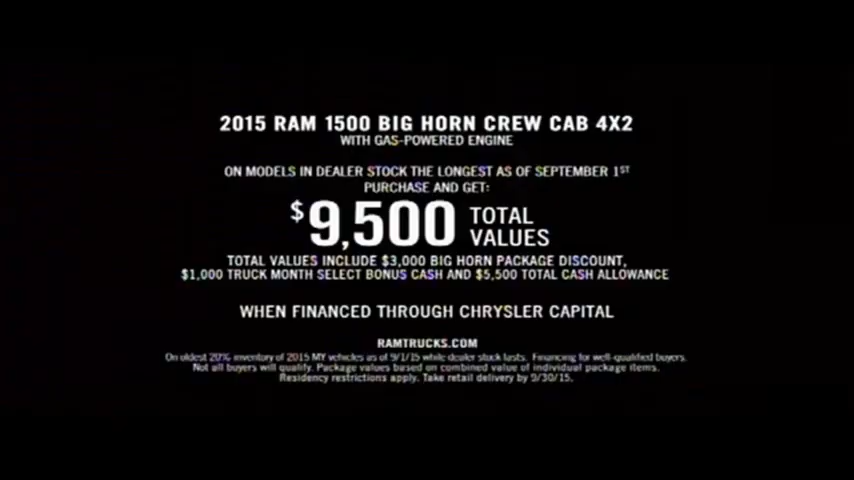 2015 RAM 1500 BIG HORN CREW CAB 4X2
WITH GAS-POWERED ENGINE
ON MODELS IN DEALER STOCK THE LONGEST AS OF SEPTEMBER 1ST
PURCHASE AND GET:
$9,500 TOTAL VALUES
TOTAL VALUES INCLUDE $3,000 BIG HORN PACKAGE DISCOUNT,
$1,000 TRUCK MONTH SELECT BONUS CASH AND $5,500 TOTAL CASH ALLOWANCE
WHEN FINANCED THROUGH CHRYSLER CAPITAL
RAMTRUCKS.COM
On oldest 20% inventory of 2015 MY vehicles as of 9/1/15 while dealer stock lasts. Financing for well-qualified buyers.
Not all buyers will qualify. Package values based on combined value of individual package items.
Residency restrictions apply. Take retail delivery by 9/30/15.